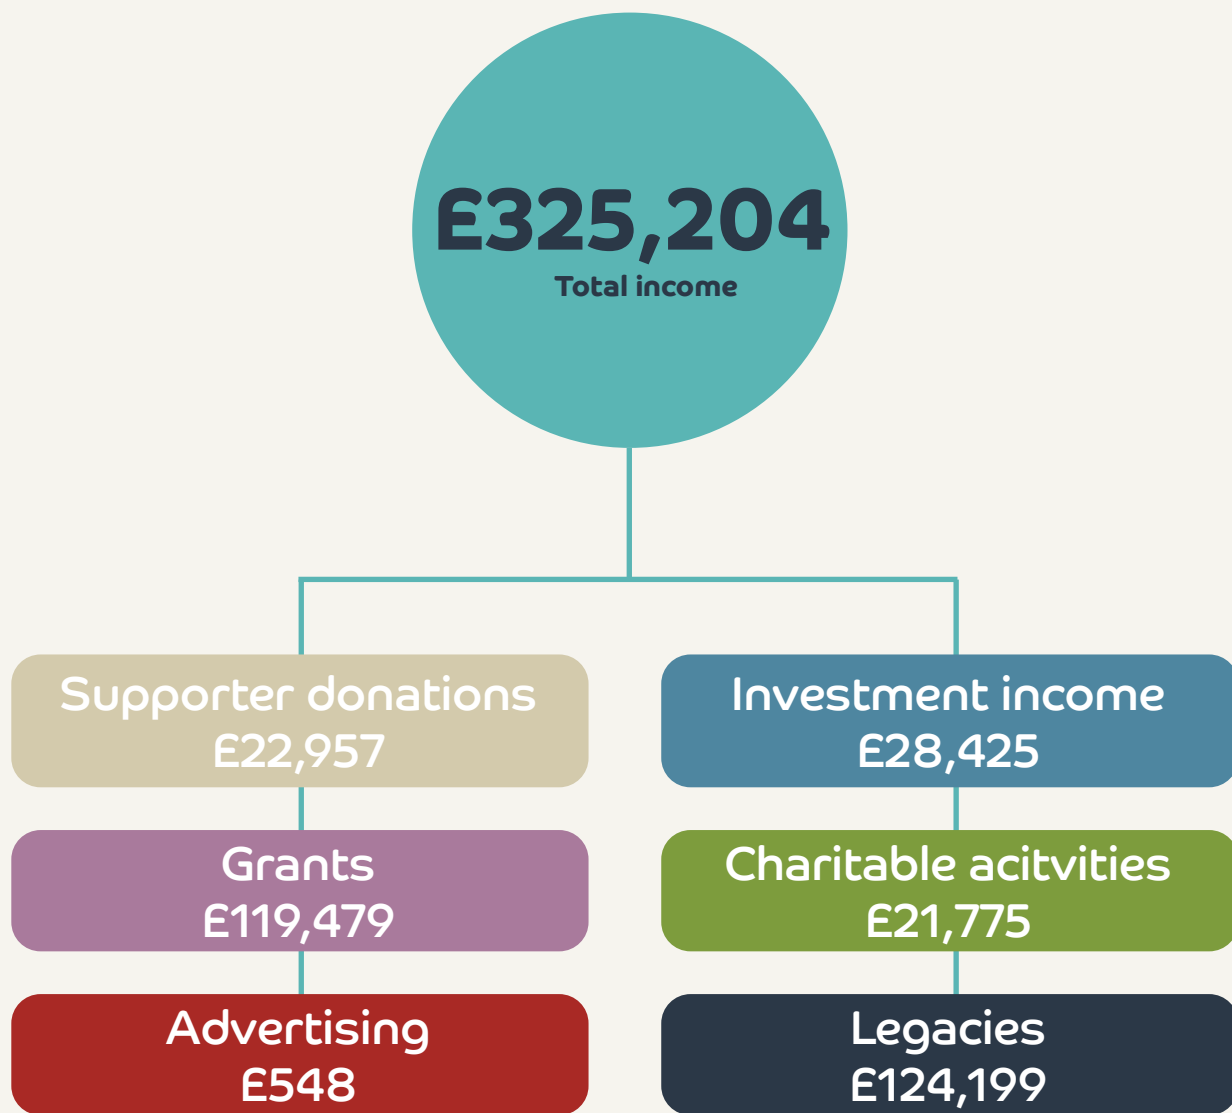 £325,204
Total income
Supporter donations
£22,957
Investment income
£28,425
Grants
£119,479
Charitable acitvities
£21,775
Advertising
£548
Legacies
£124,199